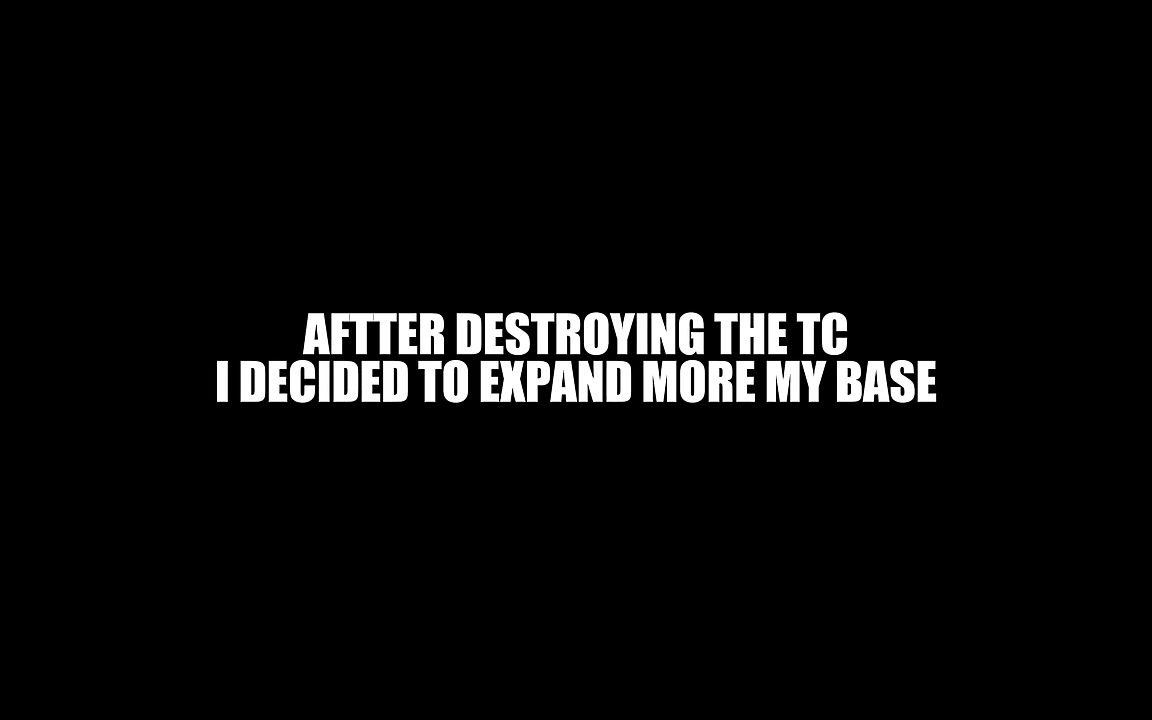 AFTTER DESTROYING THE TC
I DECIDED TO EXPAND MORE MY BASE